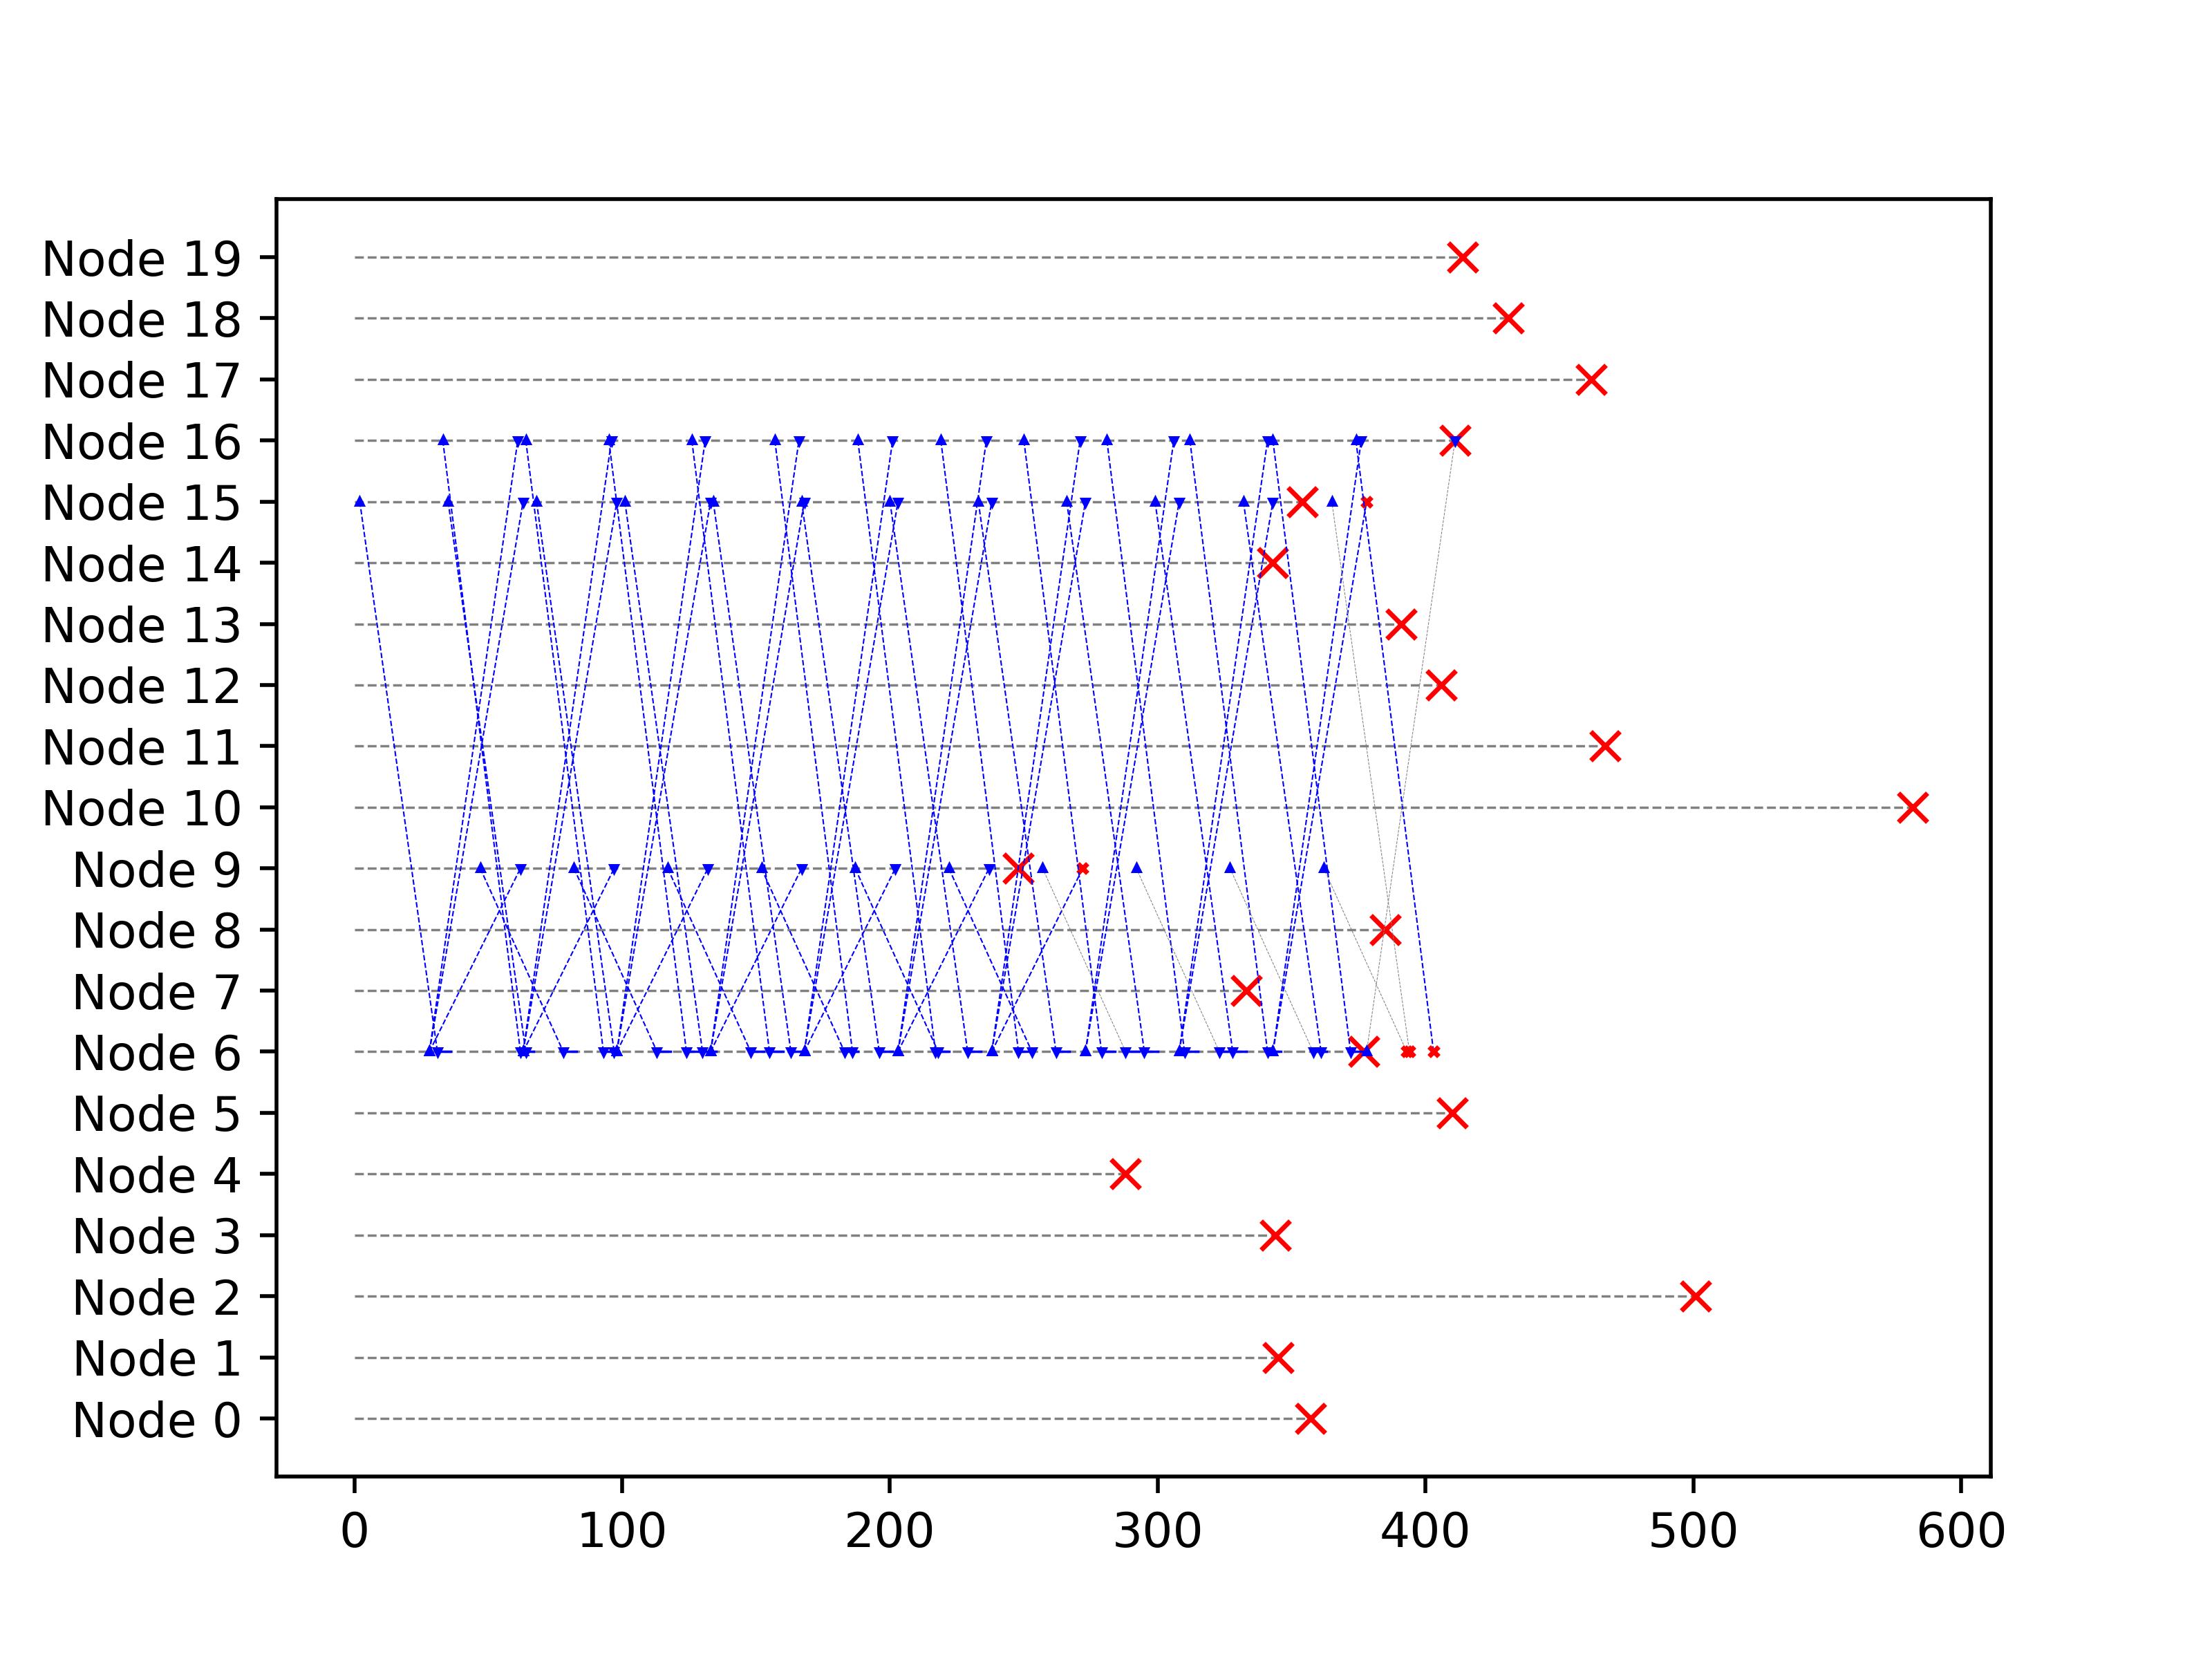 Node 19
Node 18
Node 17
Node 16
Node 15
Node 14
Node 13
Node 12
Node 11
Node 10
Node 9
Node 8
Node 7
Node 6
Node 5
Node 4
Node 3
Node 2
Node 1
Node 0
0 100 200 300 400 500 600